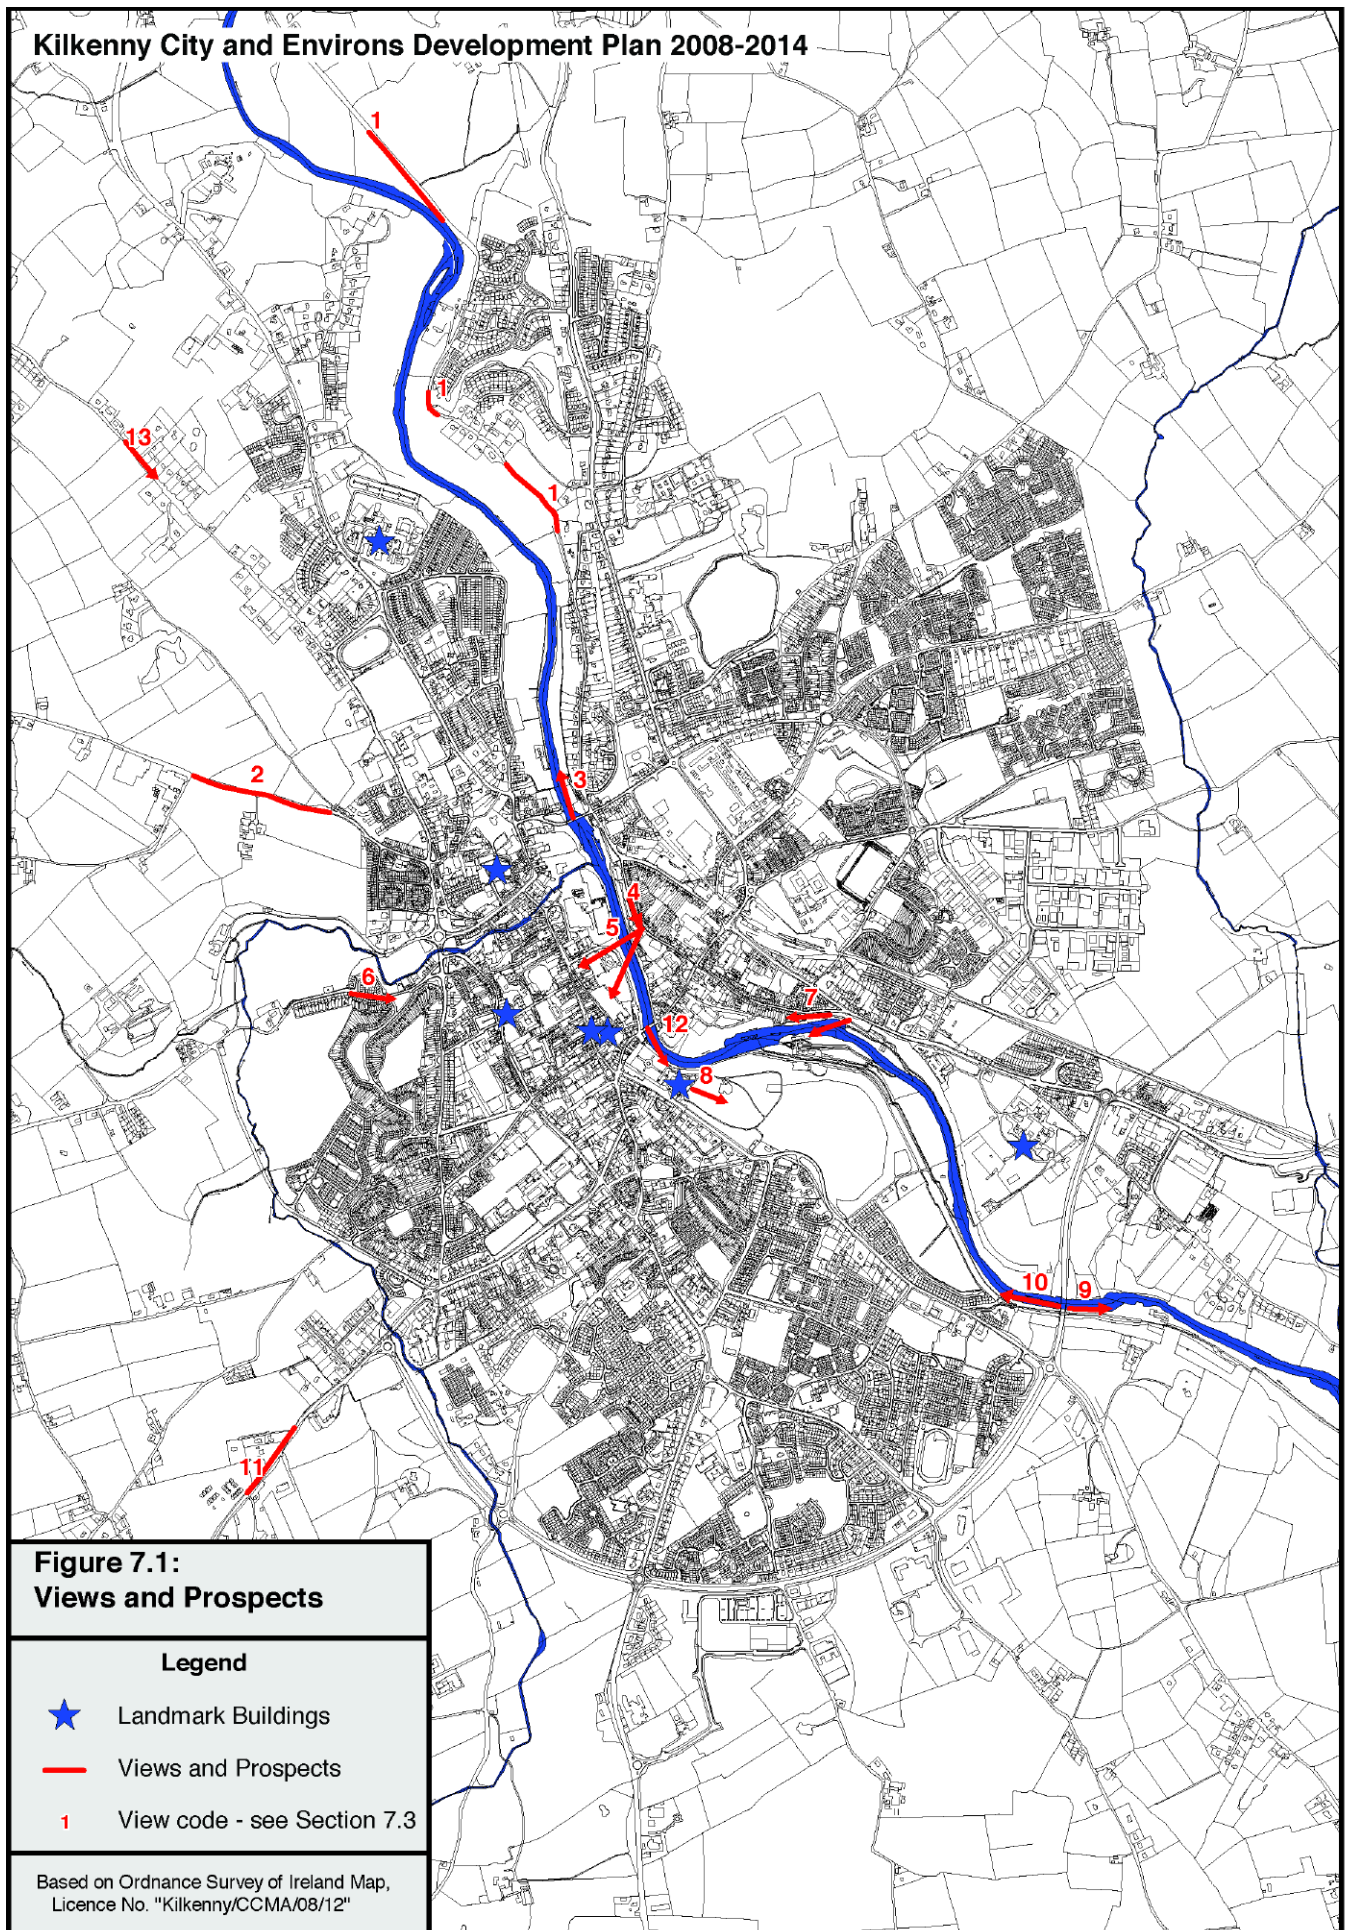 Kilkenny City and Environs Development Plan 2008-2014
1
1
13
1
2
3
4
5
6
7
12
8
10
9
11
Figure 7.1:
Views and Prospects
Legend
Landmark Buildings
Views and Prospects
1 View code - see Section 7.3
Based on Ordnance Survey of Ireland Map,
Licence No. "Kilkenny/CCMA/08/12"